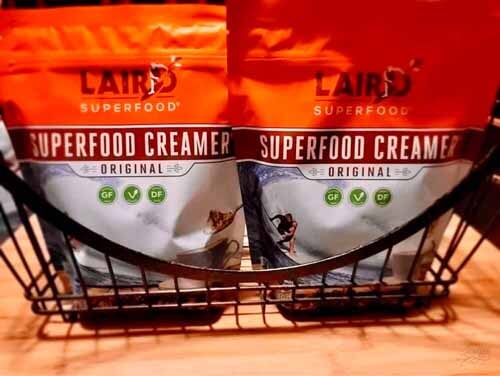 LAIRD
SUPERFOOD®
SUPERFOOD CREAMER
ORIGINAL
GF V DF
LAIRD
SUPERFOOD®
SUPERFOOD CREAMER
ORIGINAL
GF V DF